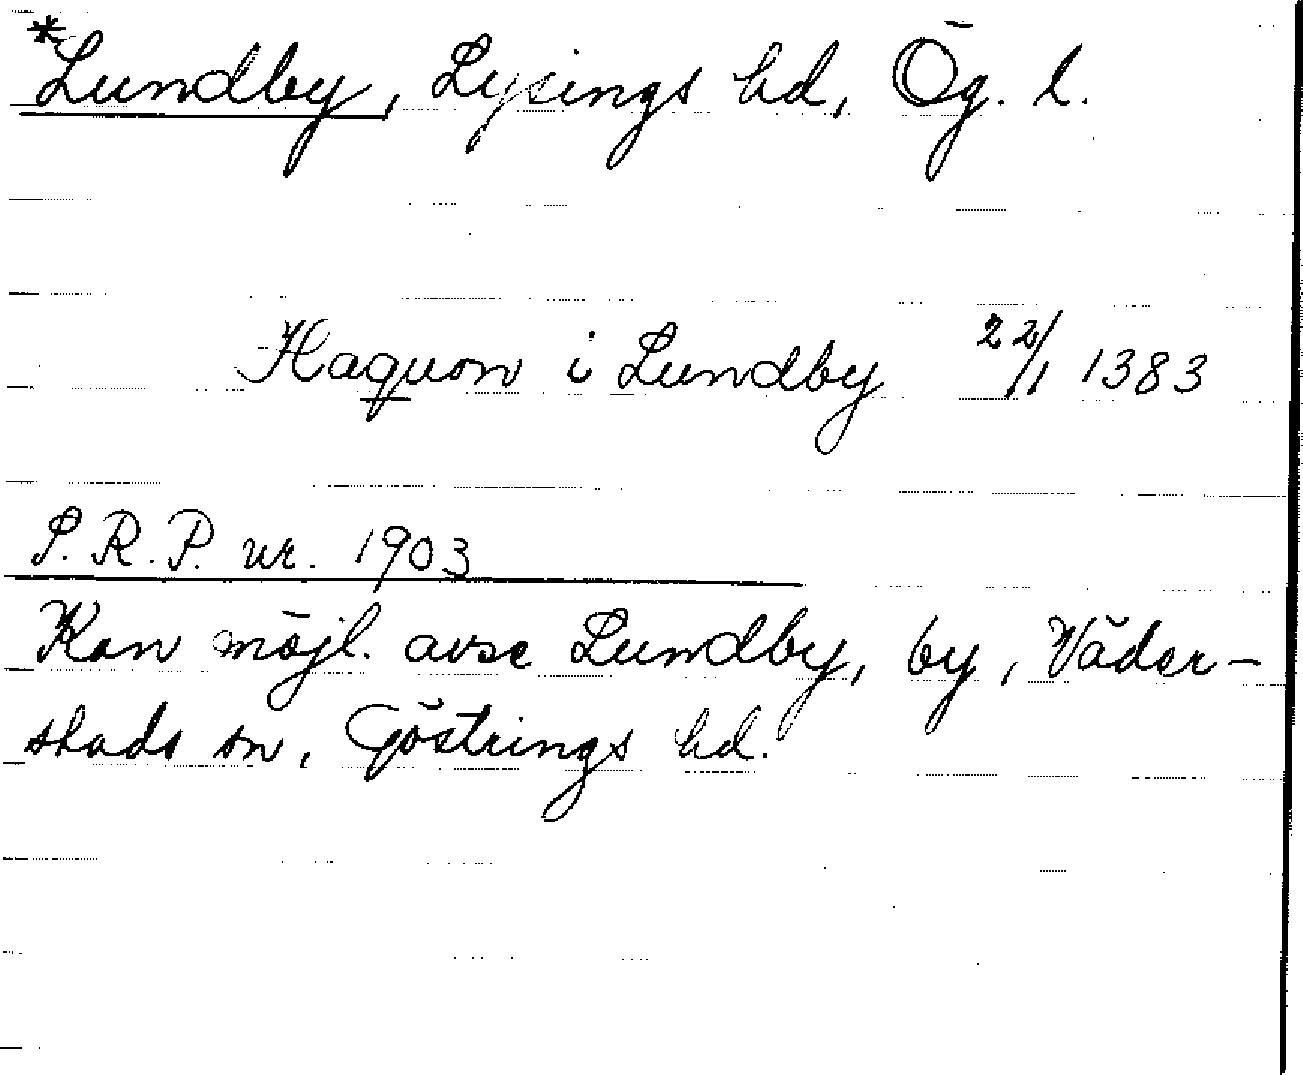 *Lundby, Lysings hd, Ög. l.
Haquon i Lundby 22/1 1383
S.R.P. nr. 1903
Kan möjl. avse Lundby, by, Väder-
stads sn, Göstrings hd.